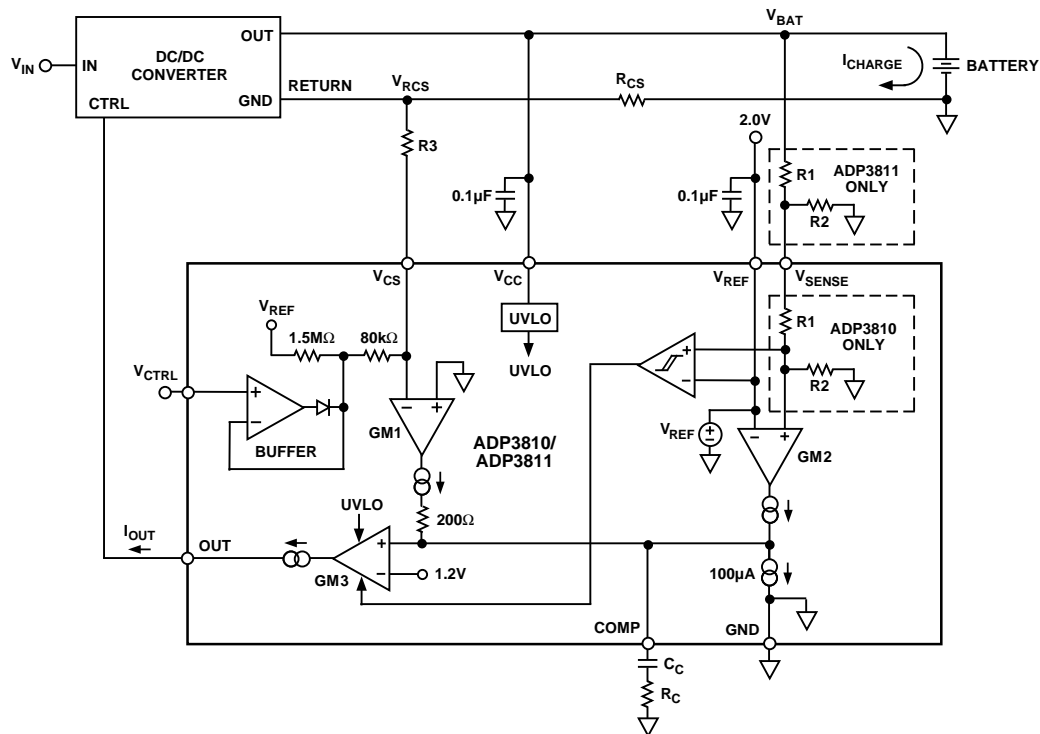 V_BAT
OUT
DC/DC
CONVERTER
V_IN
IN
I_CHARGE
BATTERY
RETURN
V_RCS
R_CS
CTRL
GND
2.0V
R3
R1
ADP3811
ONLY
0.1µF
0.1µF
R2
V_CS
V_CC
V_REF
V_SENSE
V_REF
UVLO
R1
ADP3810
ONLY
1.5MΩ
80kΩ
UVLO
R2
V_CTRL
+
+
−
−
+
−
BUFFER
GM1
ADP3810/
ADP3811
V_REF
−
+
GM2
UVLO
200Ω
I_OUT
OUT
+
−
1.2V
GM3
100µA
COMP
GND
C_C
R_C